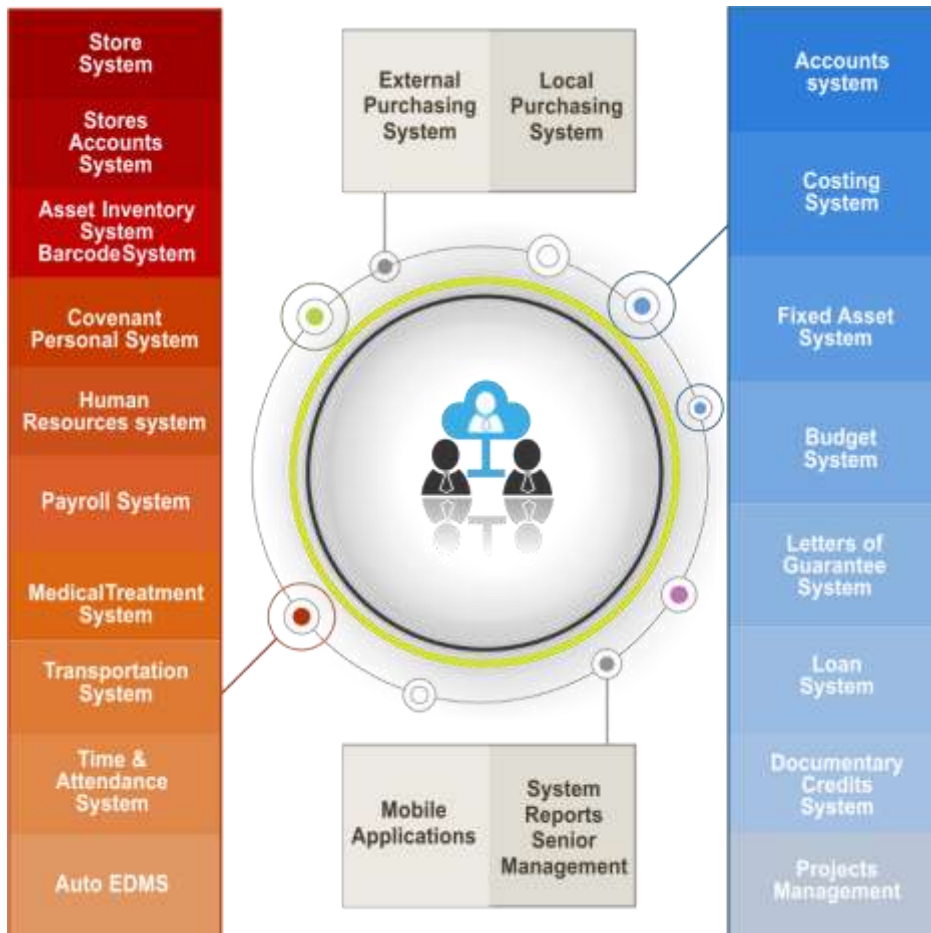 Store
System
Stores
Accounts
System
Asset Inventory
System
BarcodeSystem
Covenant
Personal System
Human
Resources system
Payroll System
MedicalTreatment
System
Transportation
System
Time &
Attendance
System
Auto EDMS
External
Purchasing
System
Local
Purchasing
System
Mobile
Applications
System
Reports
Senior
Management
Accounts
system
Costing
System
Fixed Asset
System
Budget
System
Letters of
Guarantee
System
Loan
System
Documentary
Credits
System
Projects
Management